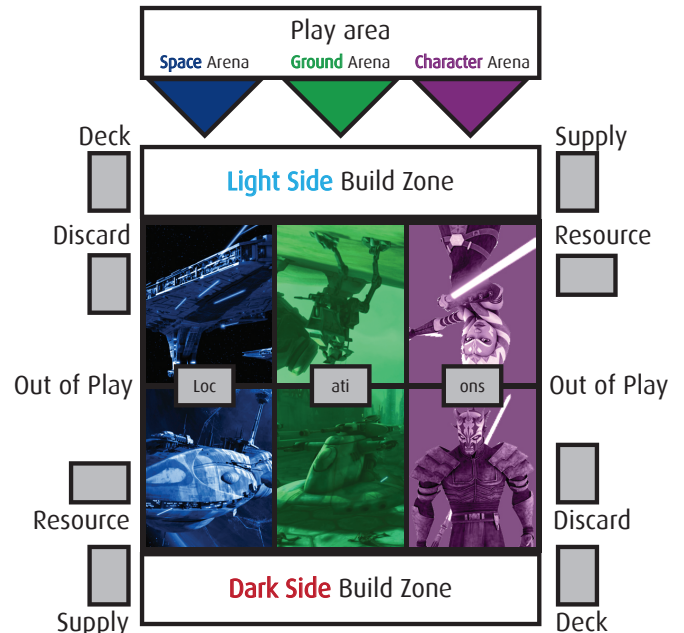 Play area
Space Arena Ground Arena Character Arena
Deck Supply
Light Side Build Zone
Discard Resource
Out of Play Loc ati ons Out of Play
Resource Discard
Dark Side Build Zone
Supply Deck